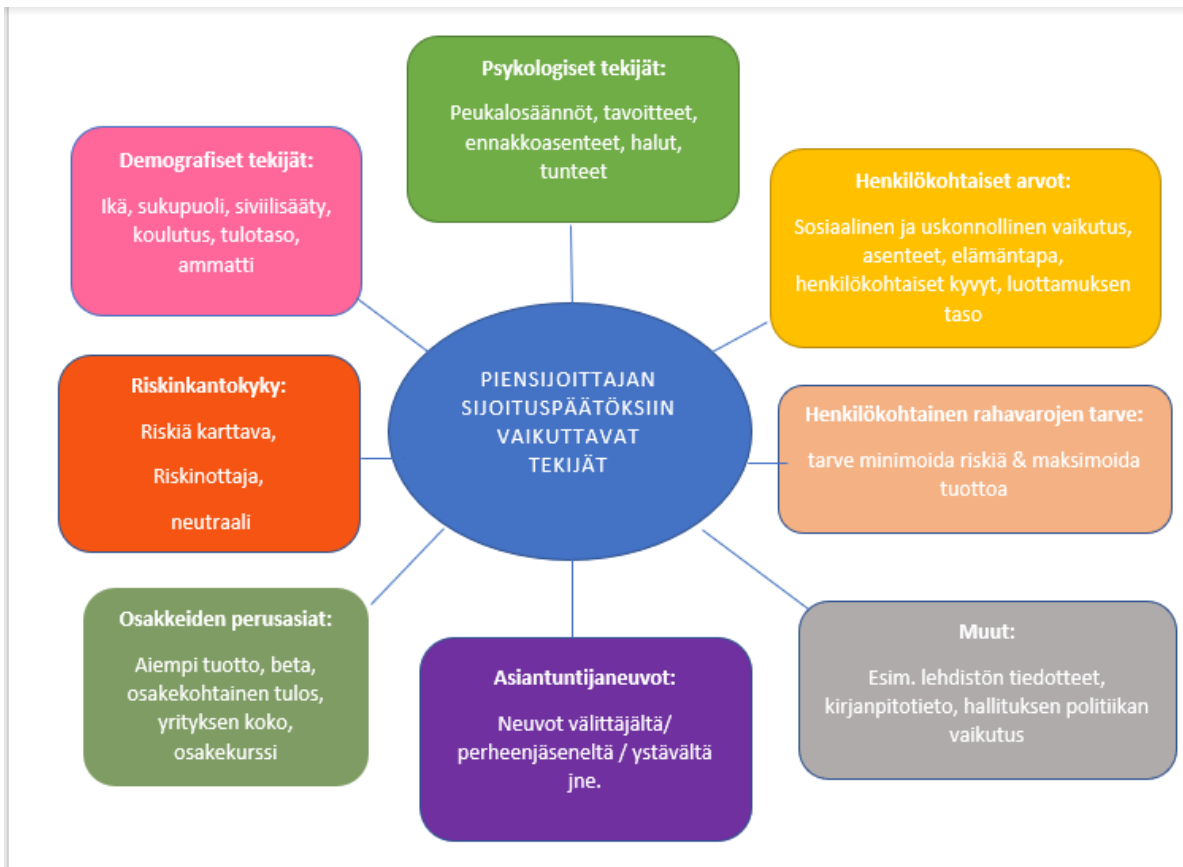 Psykologiset tekijät:
Peukalosäännöt, tavoitteet,
ennakkoasenteet, halut,
tunteet
Demografiset tekijät:
Ikä, sukupuoli, siviilisääty,
koulutus, tulotaso,
ammatti
Henkilökohtaiset arvot:
Sosiaalinen ja uskonnollinen vaikutus,
asenteet, elämäntapa,
henkilökohtaiset kyvyt, luottamuksen
taso
PIENSIJOITTAJAN
SIJOITUSPÄÄTÖKSIIN
VAIKUTTAVAT
TEKIJÄT
Riskinkantokyky:
Riskiä karttava,
Riskinottaja,
neutraali
Henkilökohtainen rahavarojen tarve:
tarve minimoida riskiä & maksimoida
tuottoa
Osakkeiden perusasiat:
Aiempi tuotto, beta,
osakekohtainen tulos,
yrityksen koko,
osakekurssi
Asiantuntijaneuvot:
Neuvot välittäjältä/
perheenjäseneltä / ystävältä
jne.
Muut:
Esim. lehdistön tiedotteet,
kirjanpitotieto, hallituksen politiikan
vaikutus